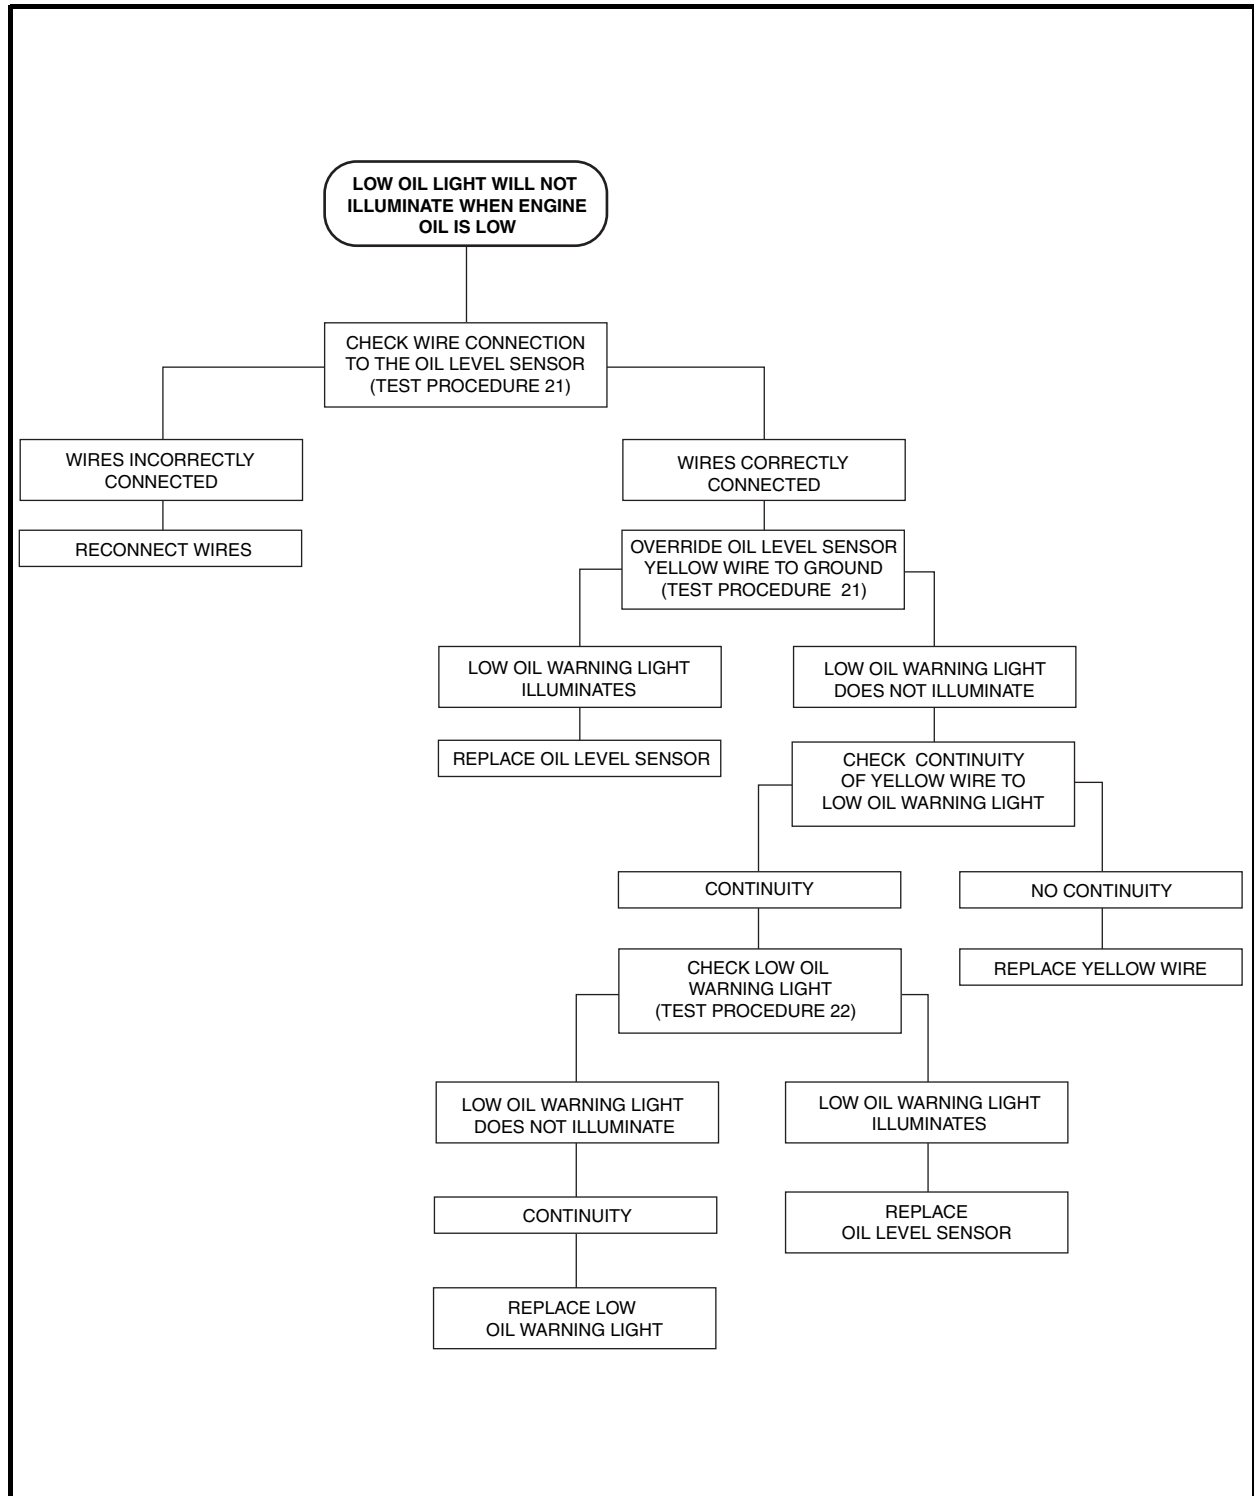 LOW OIL LIGHT WILL NOT
ILLUMINATE WHEN ENGINE
OIL IS LOW
CHECK WIRE CONNECTION
TO THE OIL LEVEL SENSOR
(TEST PROCEDURE 21)
WIRES INCORRECTLY
CONNECTED
RECONNECT WIRES
WIRES CORRECTLY
CONNECTED
OVERRIDE OIL LEVEL SENSOR
YELLOW WIRE TO GROUND
(TEST PROCEDURE 21)
LOW OIL WARNING LIGHT
ILLUMINATES
REPLACE OIL LEVEL SENSOR
LOW OIL WARNING LIGHT
DOES NOT ILLUMINATE
CHECK CONTINUITY
OF YELLOW WIRE TO
LOW OIL WARNING LIGHT
CONTINUITY
NO CONTINUITY
REPLACE YELLOW WIRE
CHECK LOW OIL
WARNING LIGHT
(TEST PROCEDURE 22)
LOW OIL WARNING LIGHT
DOES NOT ILLUMINATE
CONTINUITY
REPLACE LOW
OIL WARNING LIGHT
LOW OIL WARNING LIGHT
ILLUMINATES
REPLACE
OIL LEVEL SENSOR